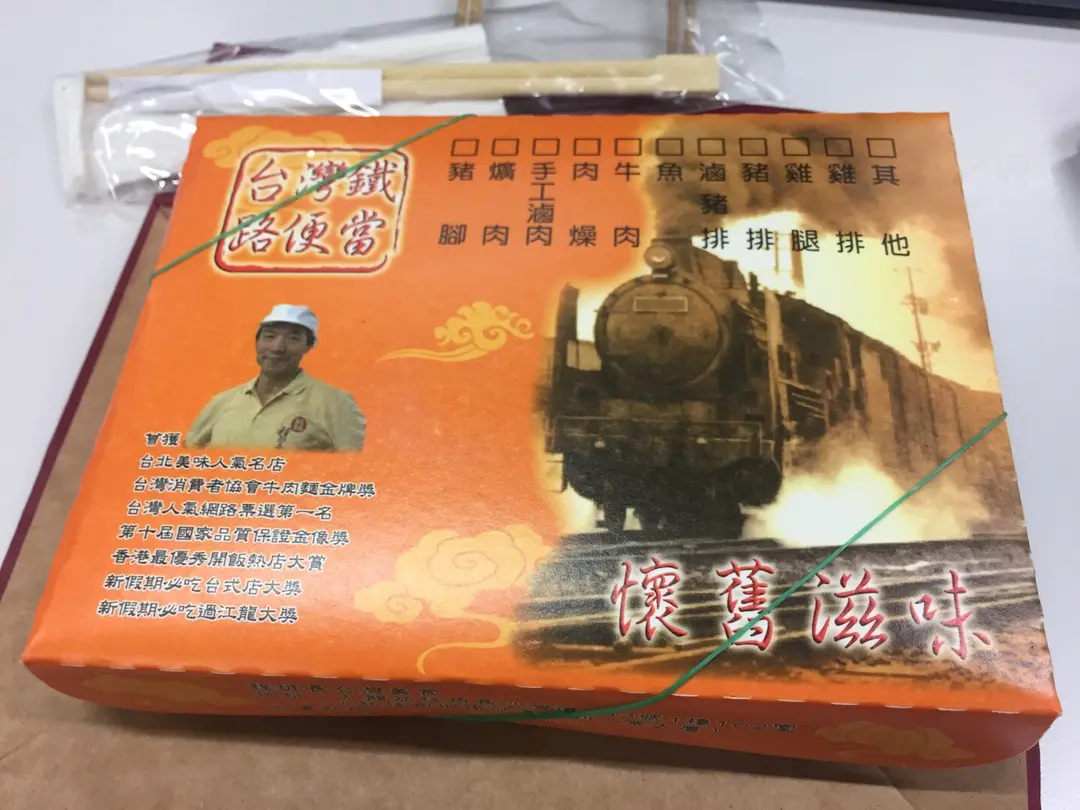 台灣鐵
路便當
□豬腳
□爌肉
□手工滷肉
□肉燥
□牛肉
□魚
□滷豬排
□豬排
□雞腿
□雞排
□其他
曾獲
台北美味人氣名店
台灣消費者協會牛肉麵金牌獎
台灣人氣網路票選第一名
第十屆國家品質保證金像獎
香港最優秀開飯熱店大賞
新假期必吃台式店大獎
新假期必吃過江龍大獎
懷舊滋味